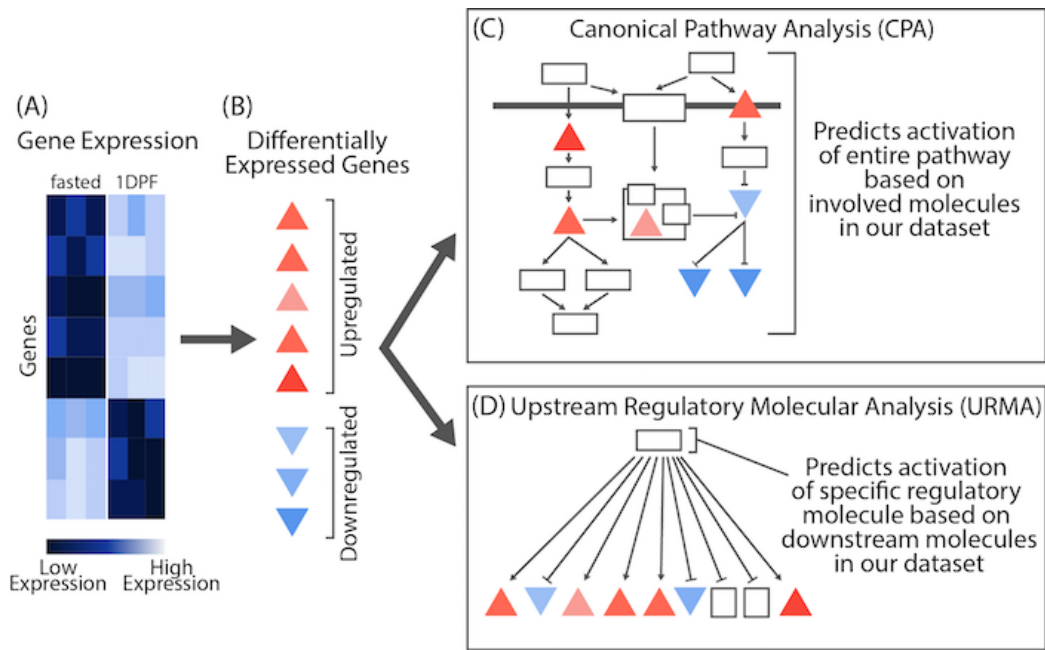 (A)
Gene Expression
fasted 1DPF
Genes
Low
Expression
High
Expression
(B)
Differentially
Expressed Genes
Upregulated
Downregulated
(C) Canonical Pathway Analysis (CPA)
Predicts activation
of entire pathway
based on
involved molecules
in our dataset
(D) Upstream Regulatory Molecular Analysis (URMA)
Predicts activation
of specific regulatory
molecule based on
downstream molecules
in our dataset